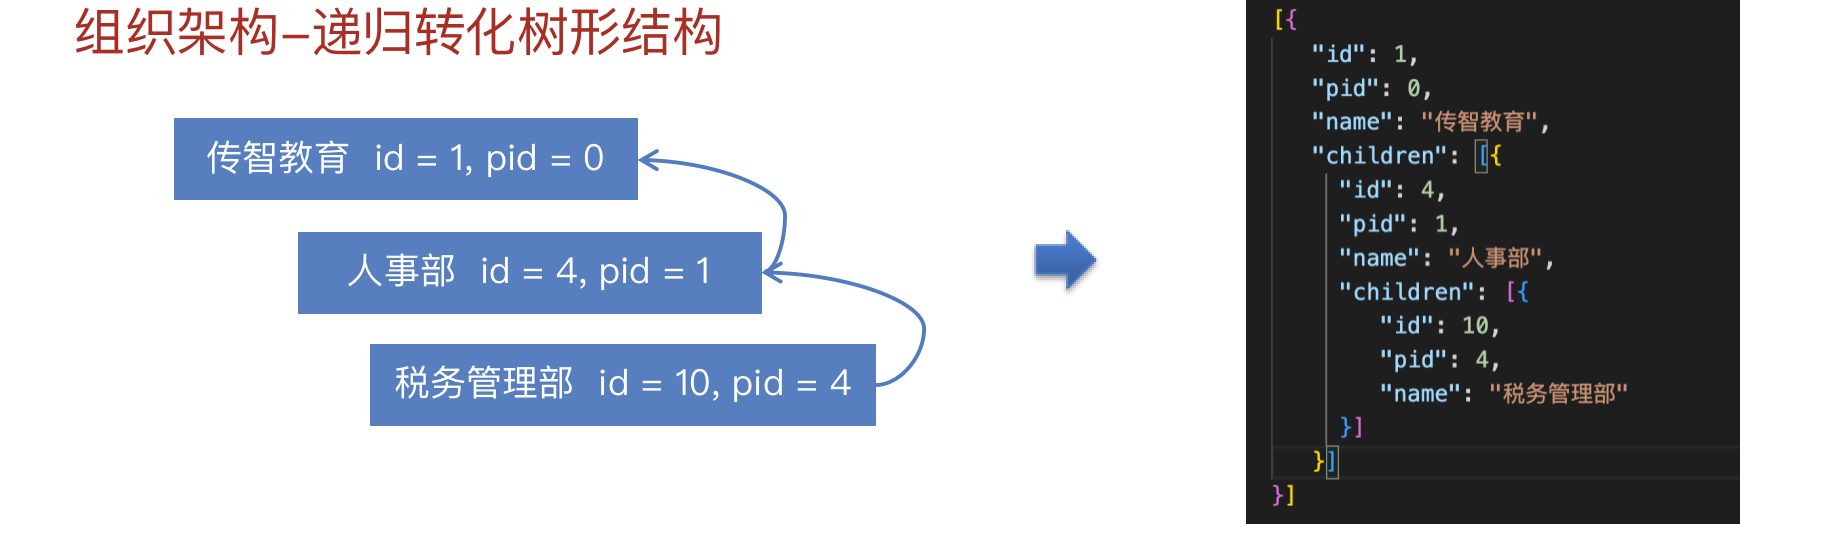 组织架构-递归转化树形结构
传智教育 id = 1, pid = 0
人事部 id = 4, pid = 1
税务管理部 id = 10, pid = 4
[{
"id": 1,
"pid": 0,
"name": "传智教育",
"children": [{
"id": 4,
"pid": 1,
"name": "人事部",
"children": [{
"id": 10,
"pid": 4,
"name": "税务管理部"
}]
}]
}]